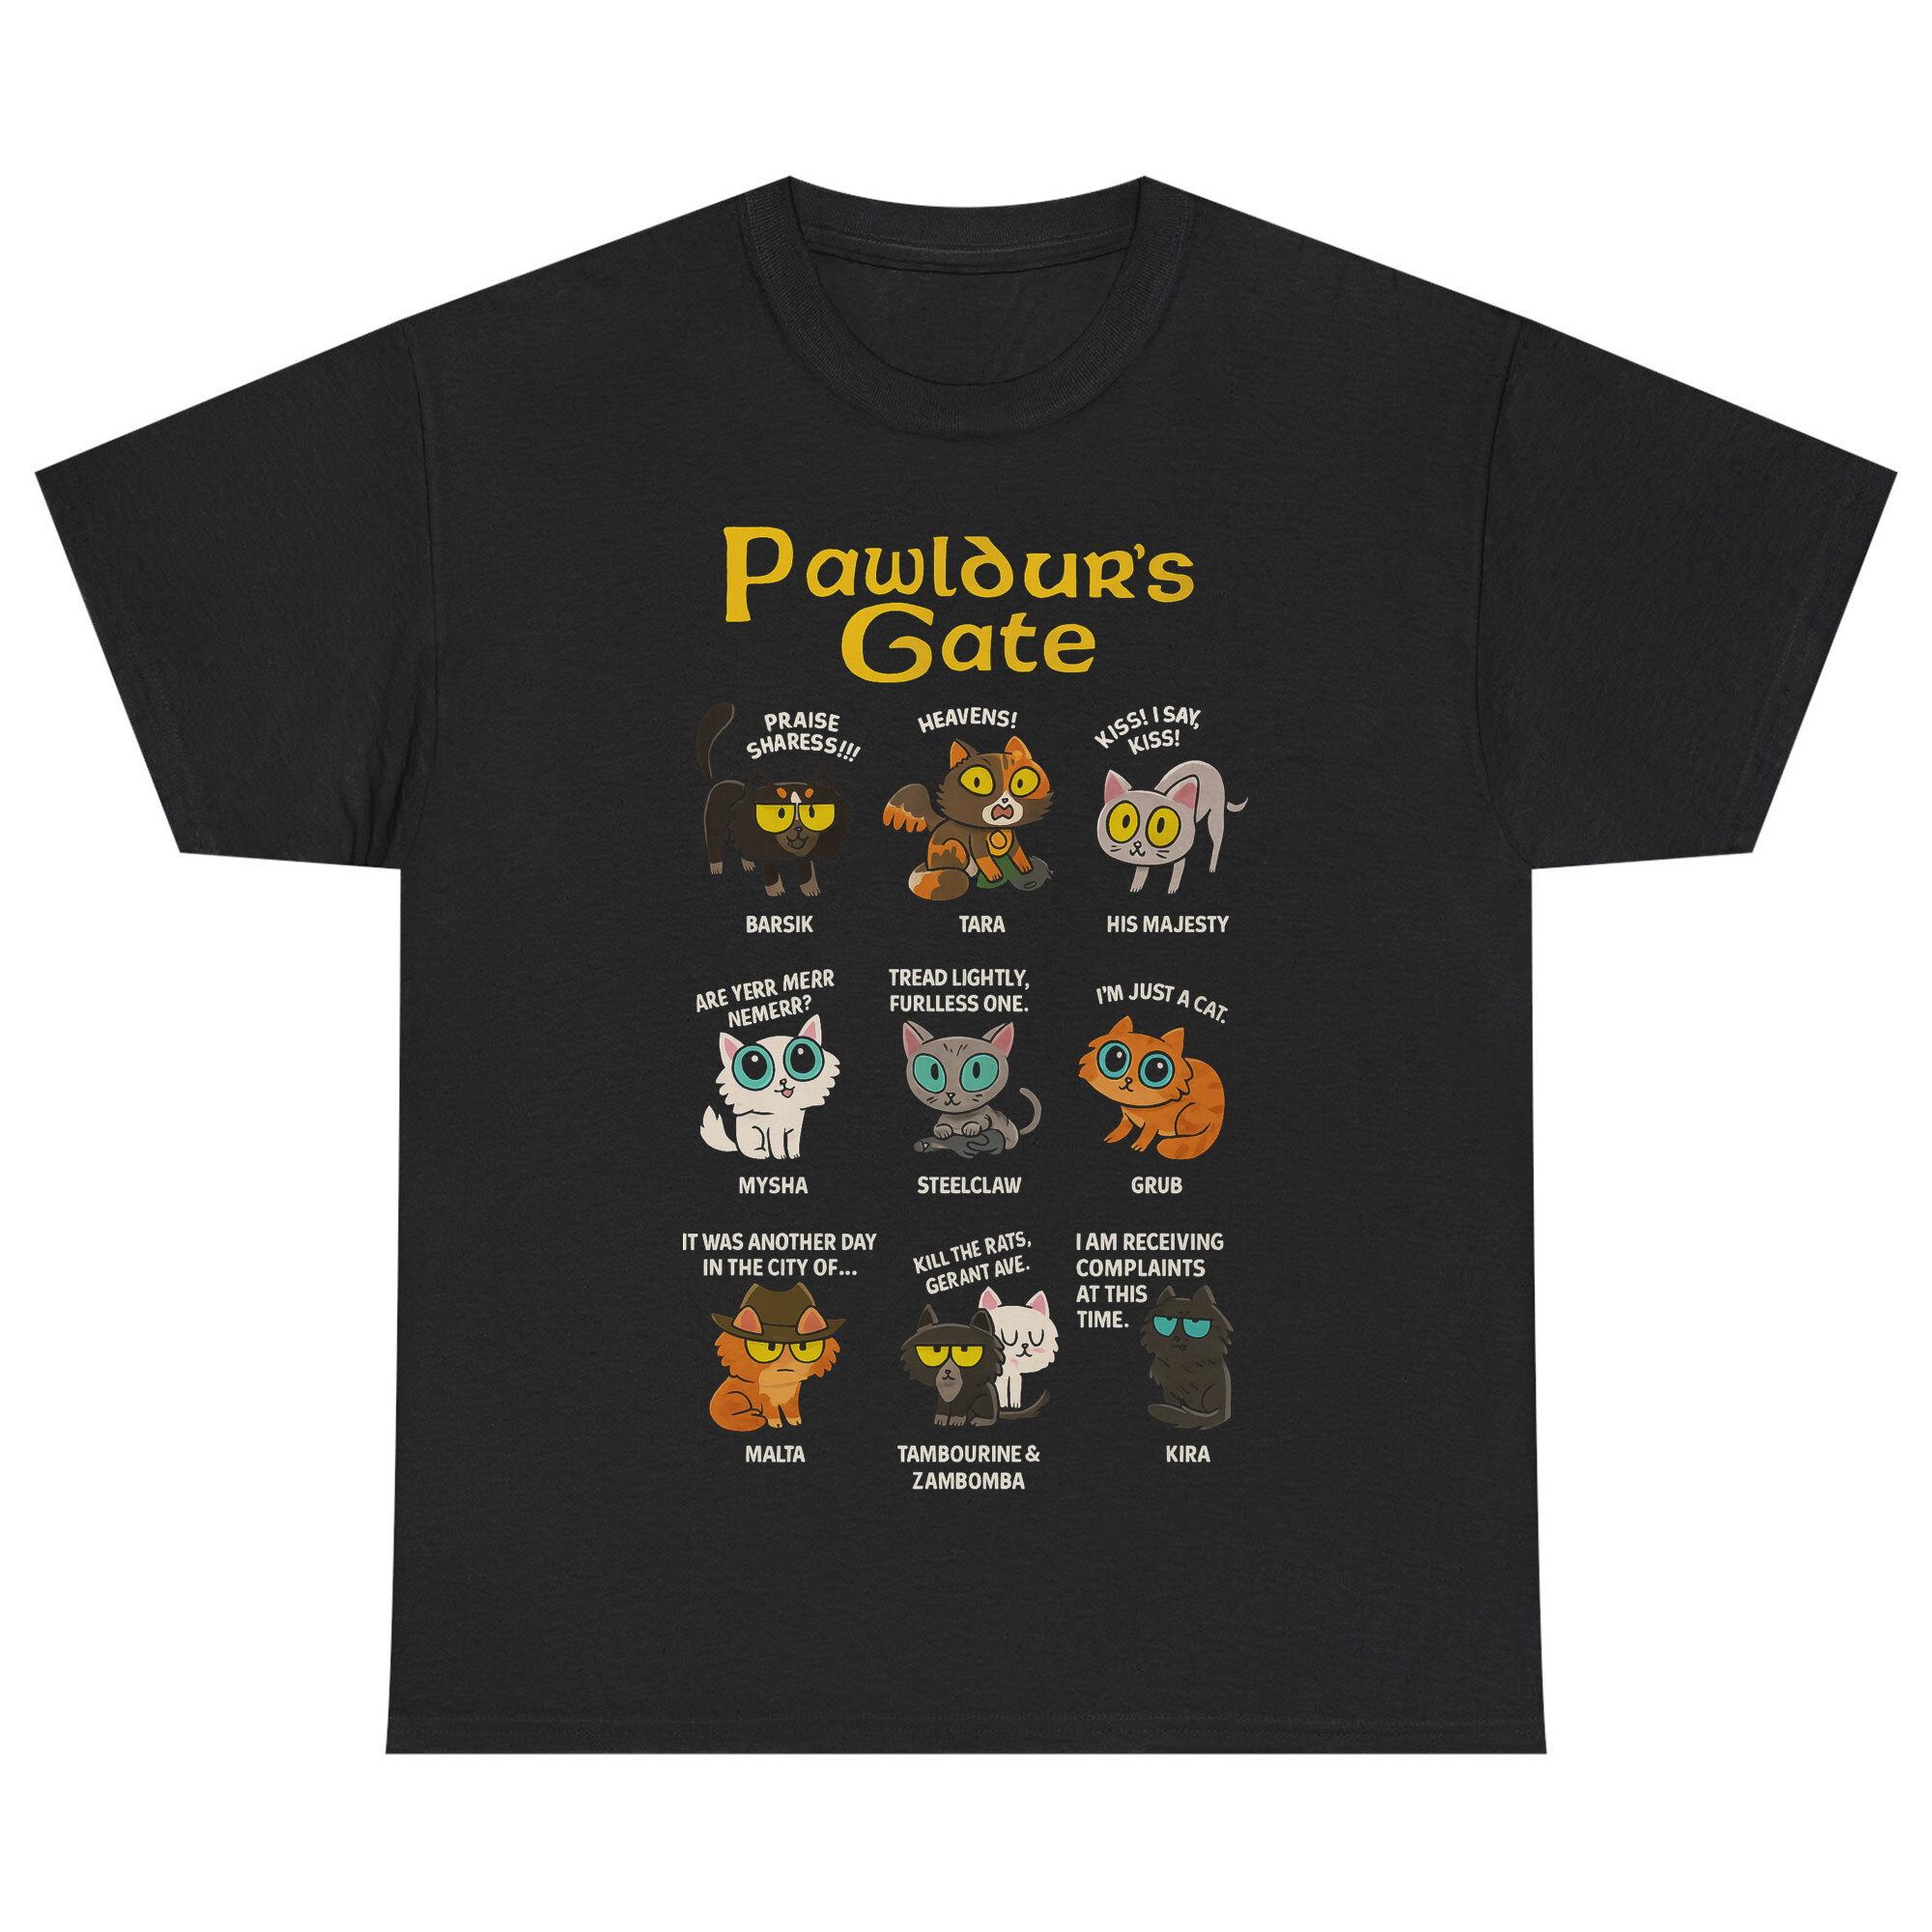 Pawldur's
Gate
PRAISE
SHARESS!!!
HEAVENS!
KISS! I SAY,
KISS!
BARSIK
TARA
HIS MAJESTY
ARE YERR MERR
NEMERR?
TREAD LIGHTLY,
FURLLESS ONE.
I'M JUST A CAT.
MYSHA
STEELCLAW
GRUB
IT WAS ANOTHER DAY
IN THE CITY OF...
KILL THE RATS,
GERANT AVE.
I AM RECEIVING
COMPLAINTS
AT THIS
TIME.
MALTA
TAMBOURINE &
ZAMBOMBA
KIRA